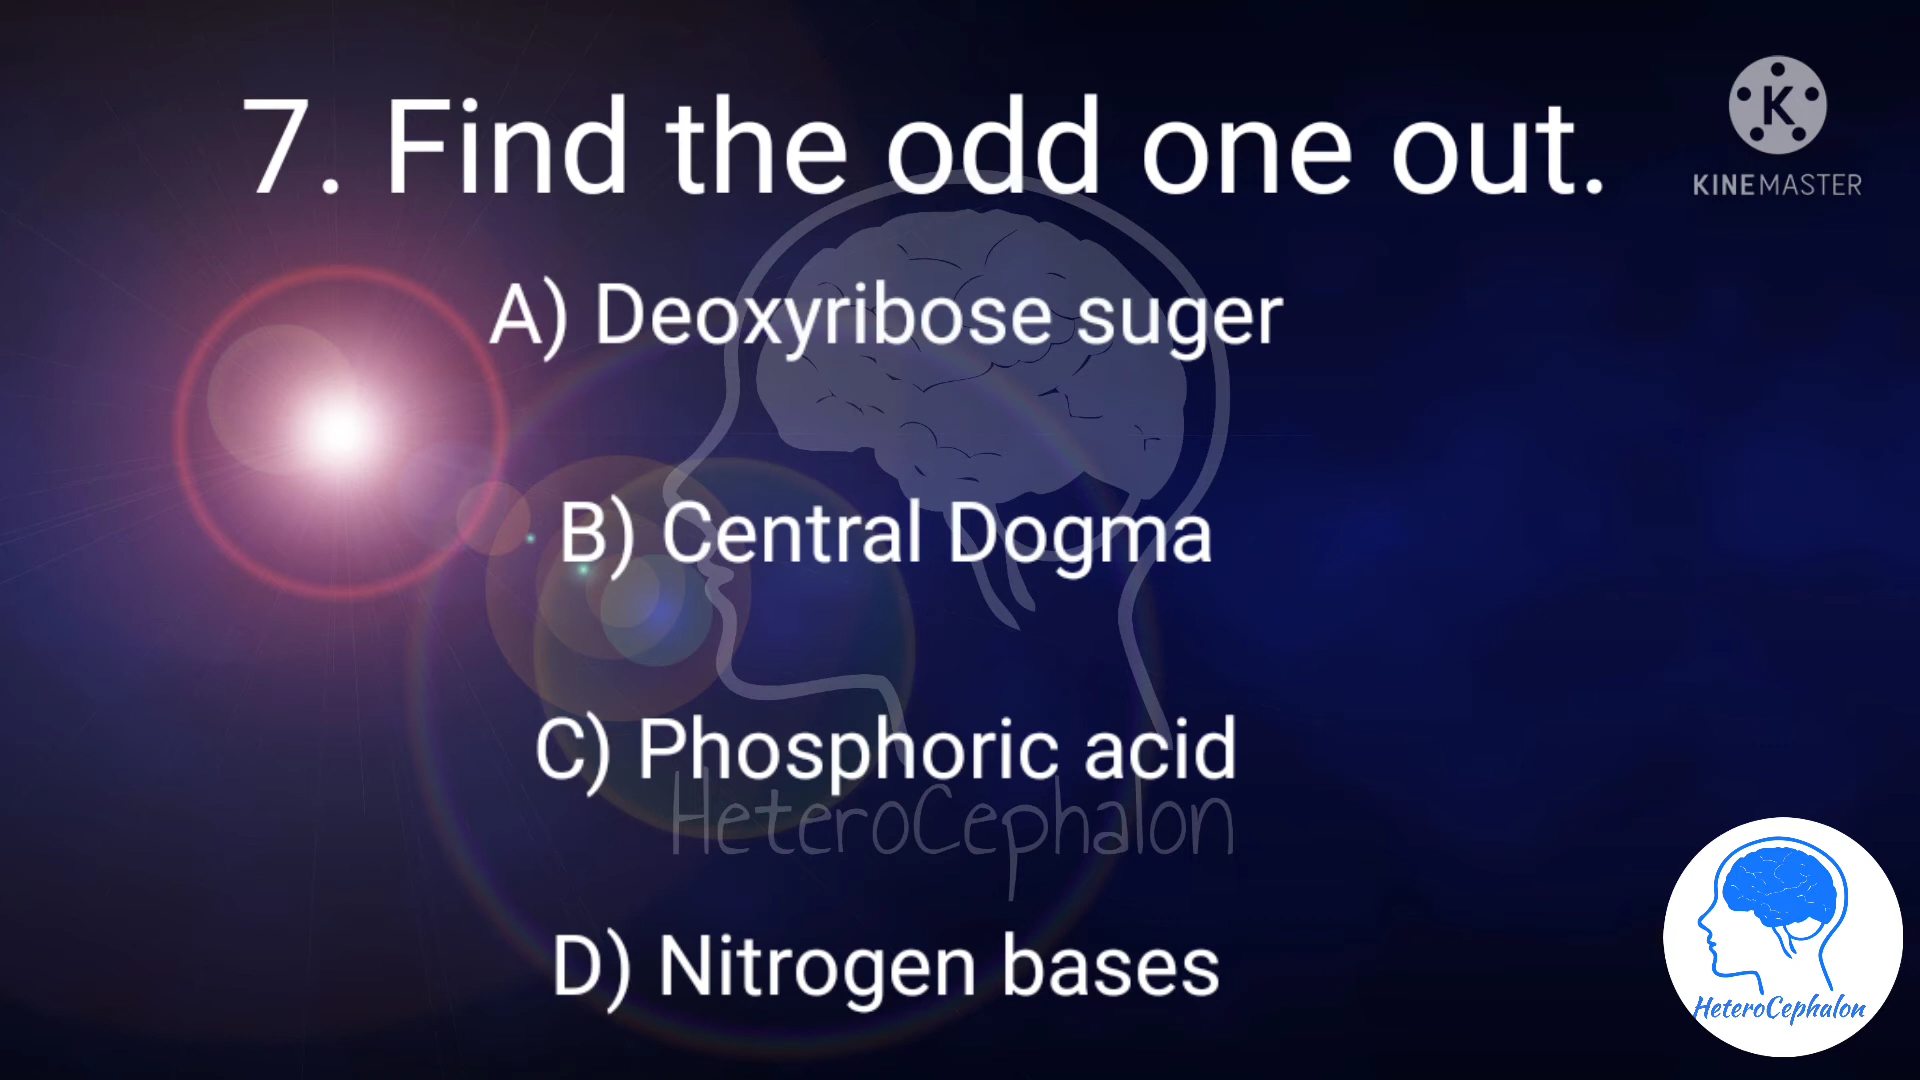 7. Find the odd one out.
K
KINEMASTER
A) Deoxyribose suger
B) Central Dogma
C) Phosphoric acid
HeteroCephalon
D) Nitrogen bases
HeteroCephalon